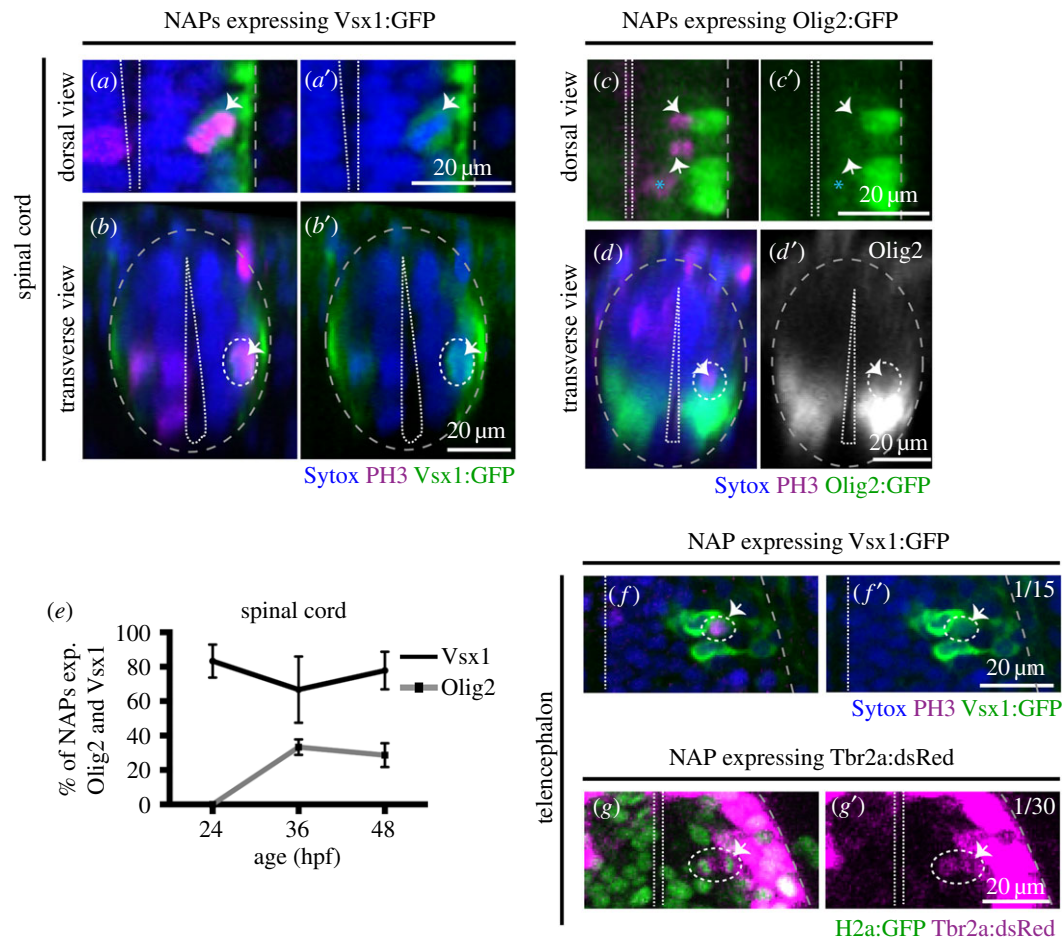 NAPs expressing Vsx1:GFP
NAPs expressing Olig2:GFP
spinal cord
dorsal view
(a)
(a′)
20 µm
dorsal view
(c)
(c′)
*
*
20 µm
transverse view
(b)
(b′)
20 µm
transverse view
(d)
(d′)
Olig2
20 µm
Sytox PH3 Vsx1:GFP
Sytox PH3 Olig2:GFP
(e)
spinal cord
% of NAPs exp.
Olig2 and Vsx1
100
80
60
40
20
0
24
36
48
age (hpf)
Vsx1
Olig2
NAP expressing Vsx1:GFP
telencephalon
(f)
(f′)
1/15
20 µm
Sytox PH3 Vsx1:GFP
NAP expressing Tbr2a:dsRed
(g)
(g′)
1/30
20 µm
H2a:GFP Tbr2a:dsRed